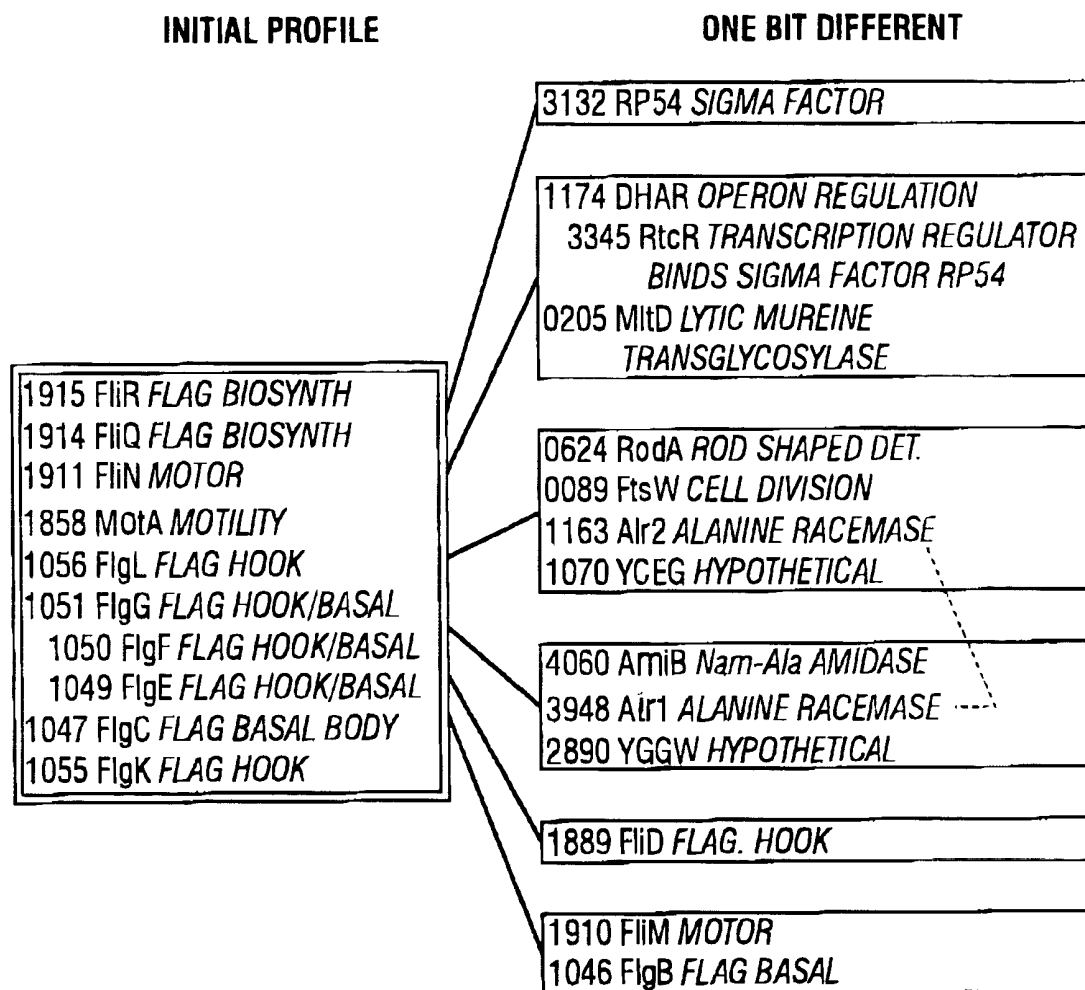 INITIAL PROFILE
ONE BIT DIFFERENT
1915 FliR FLAG BIOSYNTH
1914 FliQ FLAG BIOSYNTH
1911 FliN MOTOR
1858 MotA MOTILITY
1056 FlgL FLAG HOOK
1051 FlgG FLAG HOOK/BASAL
1050 FlgF FLAG HOOK/BASAL
1049 FlgE FLAG HOOK/BASAL
1047 FlgC FLAG BASAL BODY
1055 FlgK FLAG HOOK
3132 RP54 SIGMA FACTOR
1174 DHAR OPERON REGULATION
3345 RtcR TRANSCRIPTION REGULATOR
BINDS SIGMA FACTOR RP54
0205 MltD LYTIC MUREINE
TRANSGLYCOSYLASE
0624 RodA ROD SHAPED DET.
0089 FtsW CELL DIVISION
1163 Alr2 ALANINE RACEMASE
1070 YCEG HYPOTHETICAL
4060 AmiB Nam-Ala AMIDASE
3948 Alr1 ALANINE RACEMASE
2890 YGGW HYPOTHETICAL
1889 FliD FLAG. HOOK
1910 FliM MOTOR
1046 FlgB FLAG BASAL